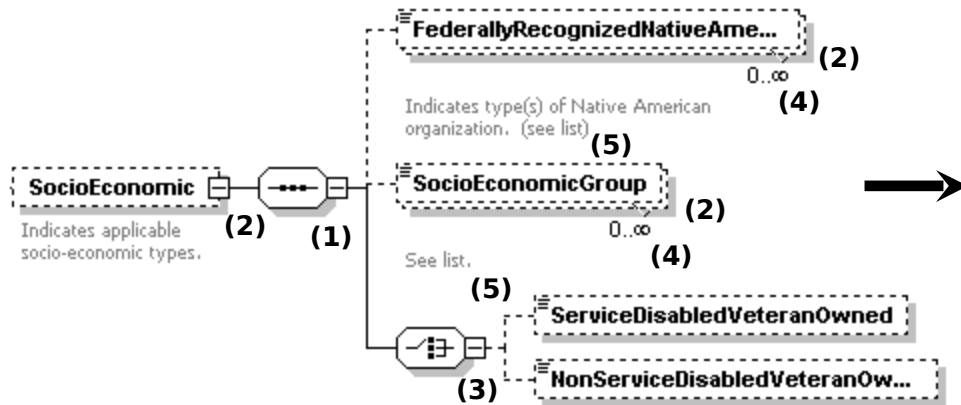 FederallyRecognizedNativeAme...
(2)
0..∞
(4)
Indicates type(s) of Native American
organization. (see list)
(5)
SocioEconomic
(2)
(1)
Indicates applicable
socio-economic types.
SocioEconomicGroup
(2)
0..∞
(4)
See list.
(5)
ServiceDisabledVeteranOwned
(3)
NonServiceDisabledVeteranOw...